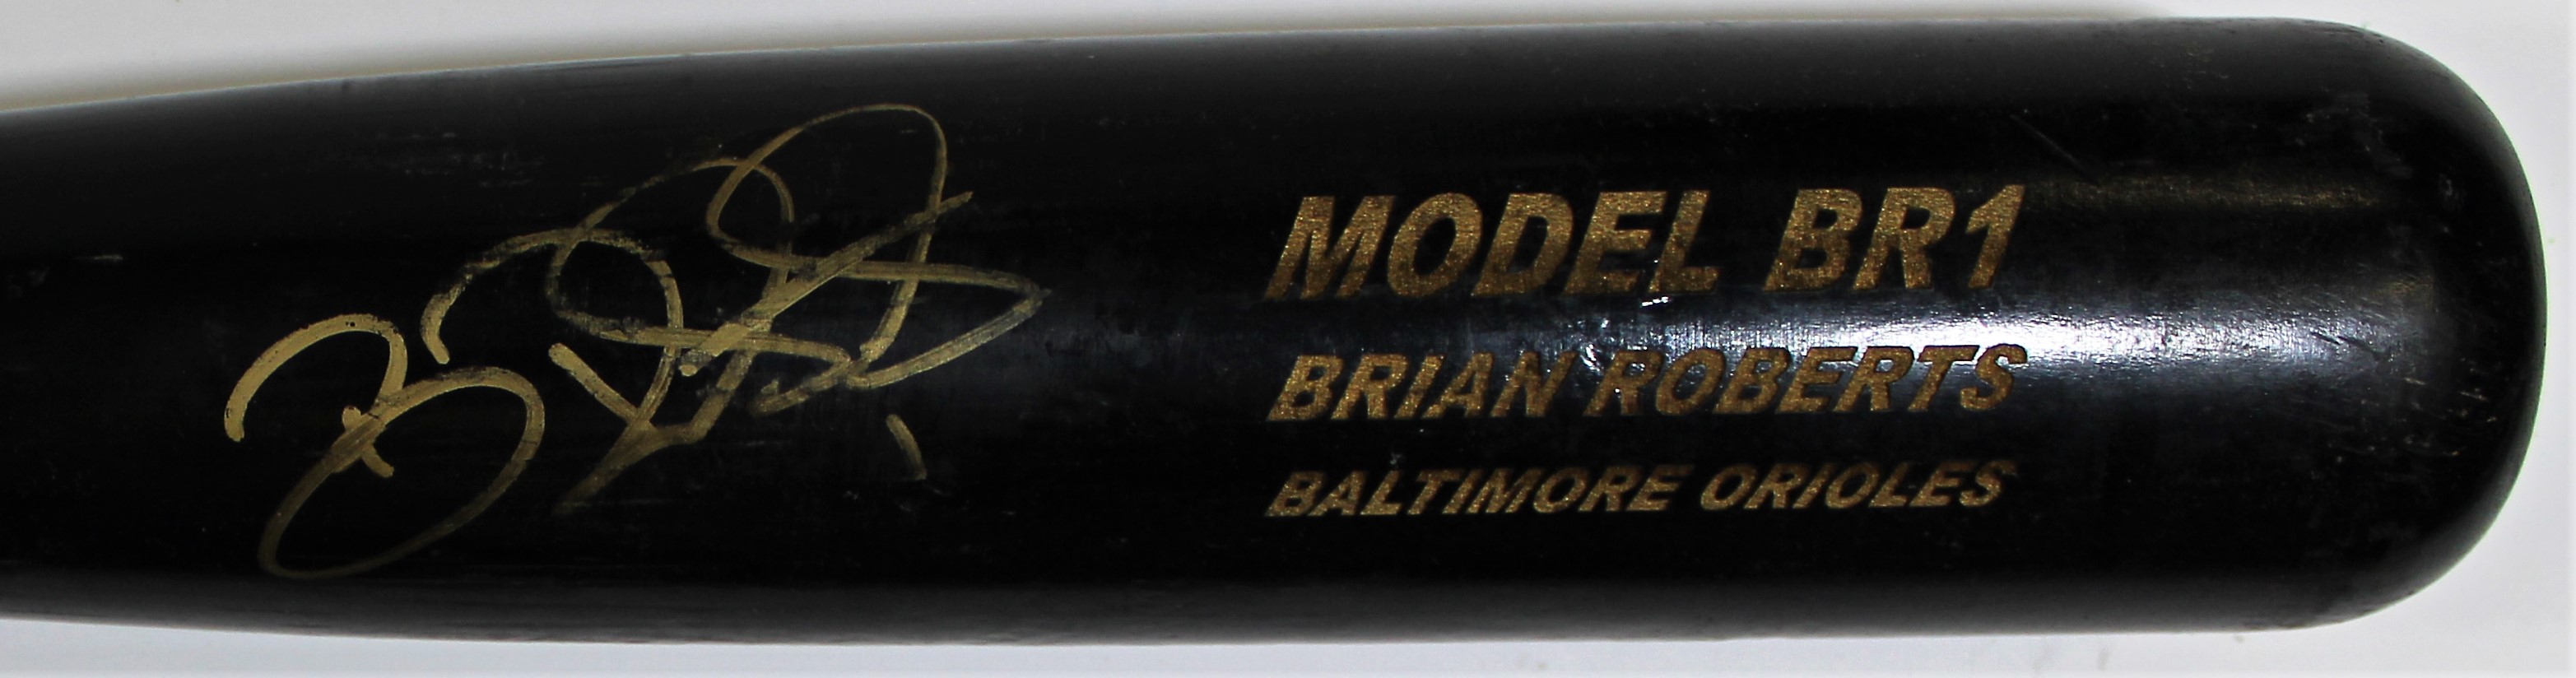 MODEL BR1
BRIAN ROBERTS
BALTIMORE ORIOLES